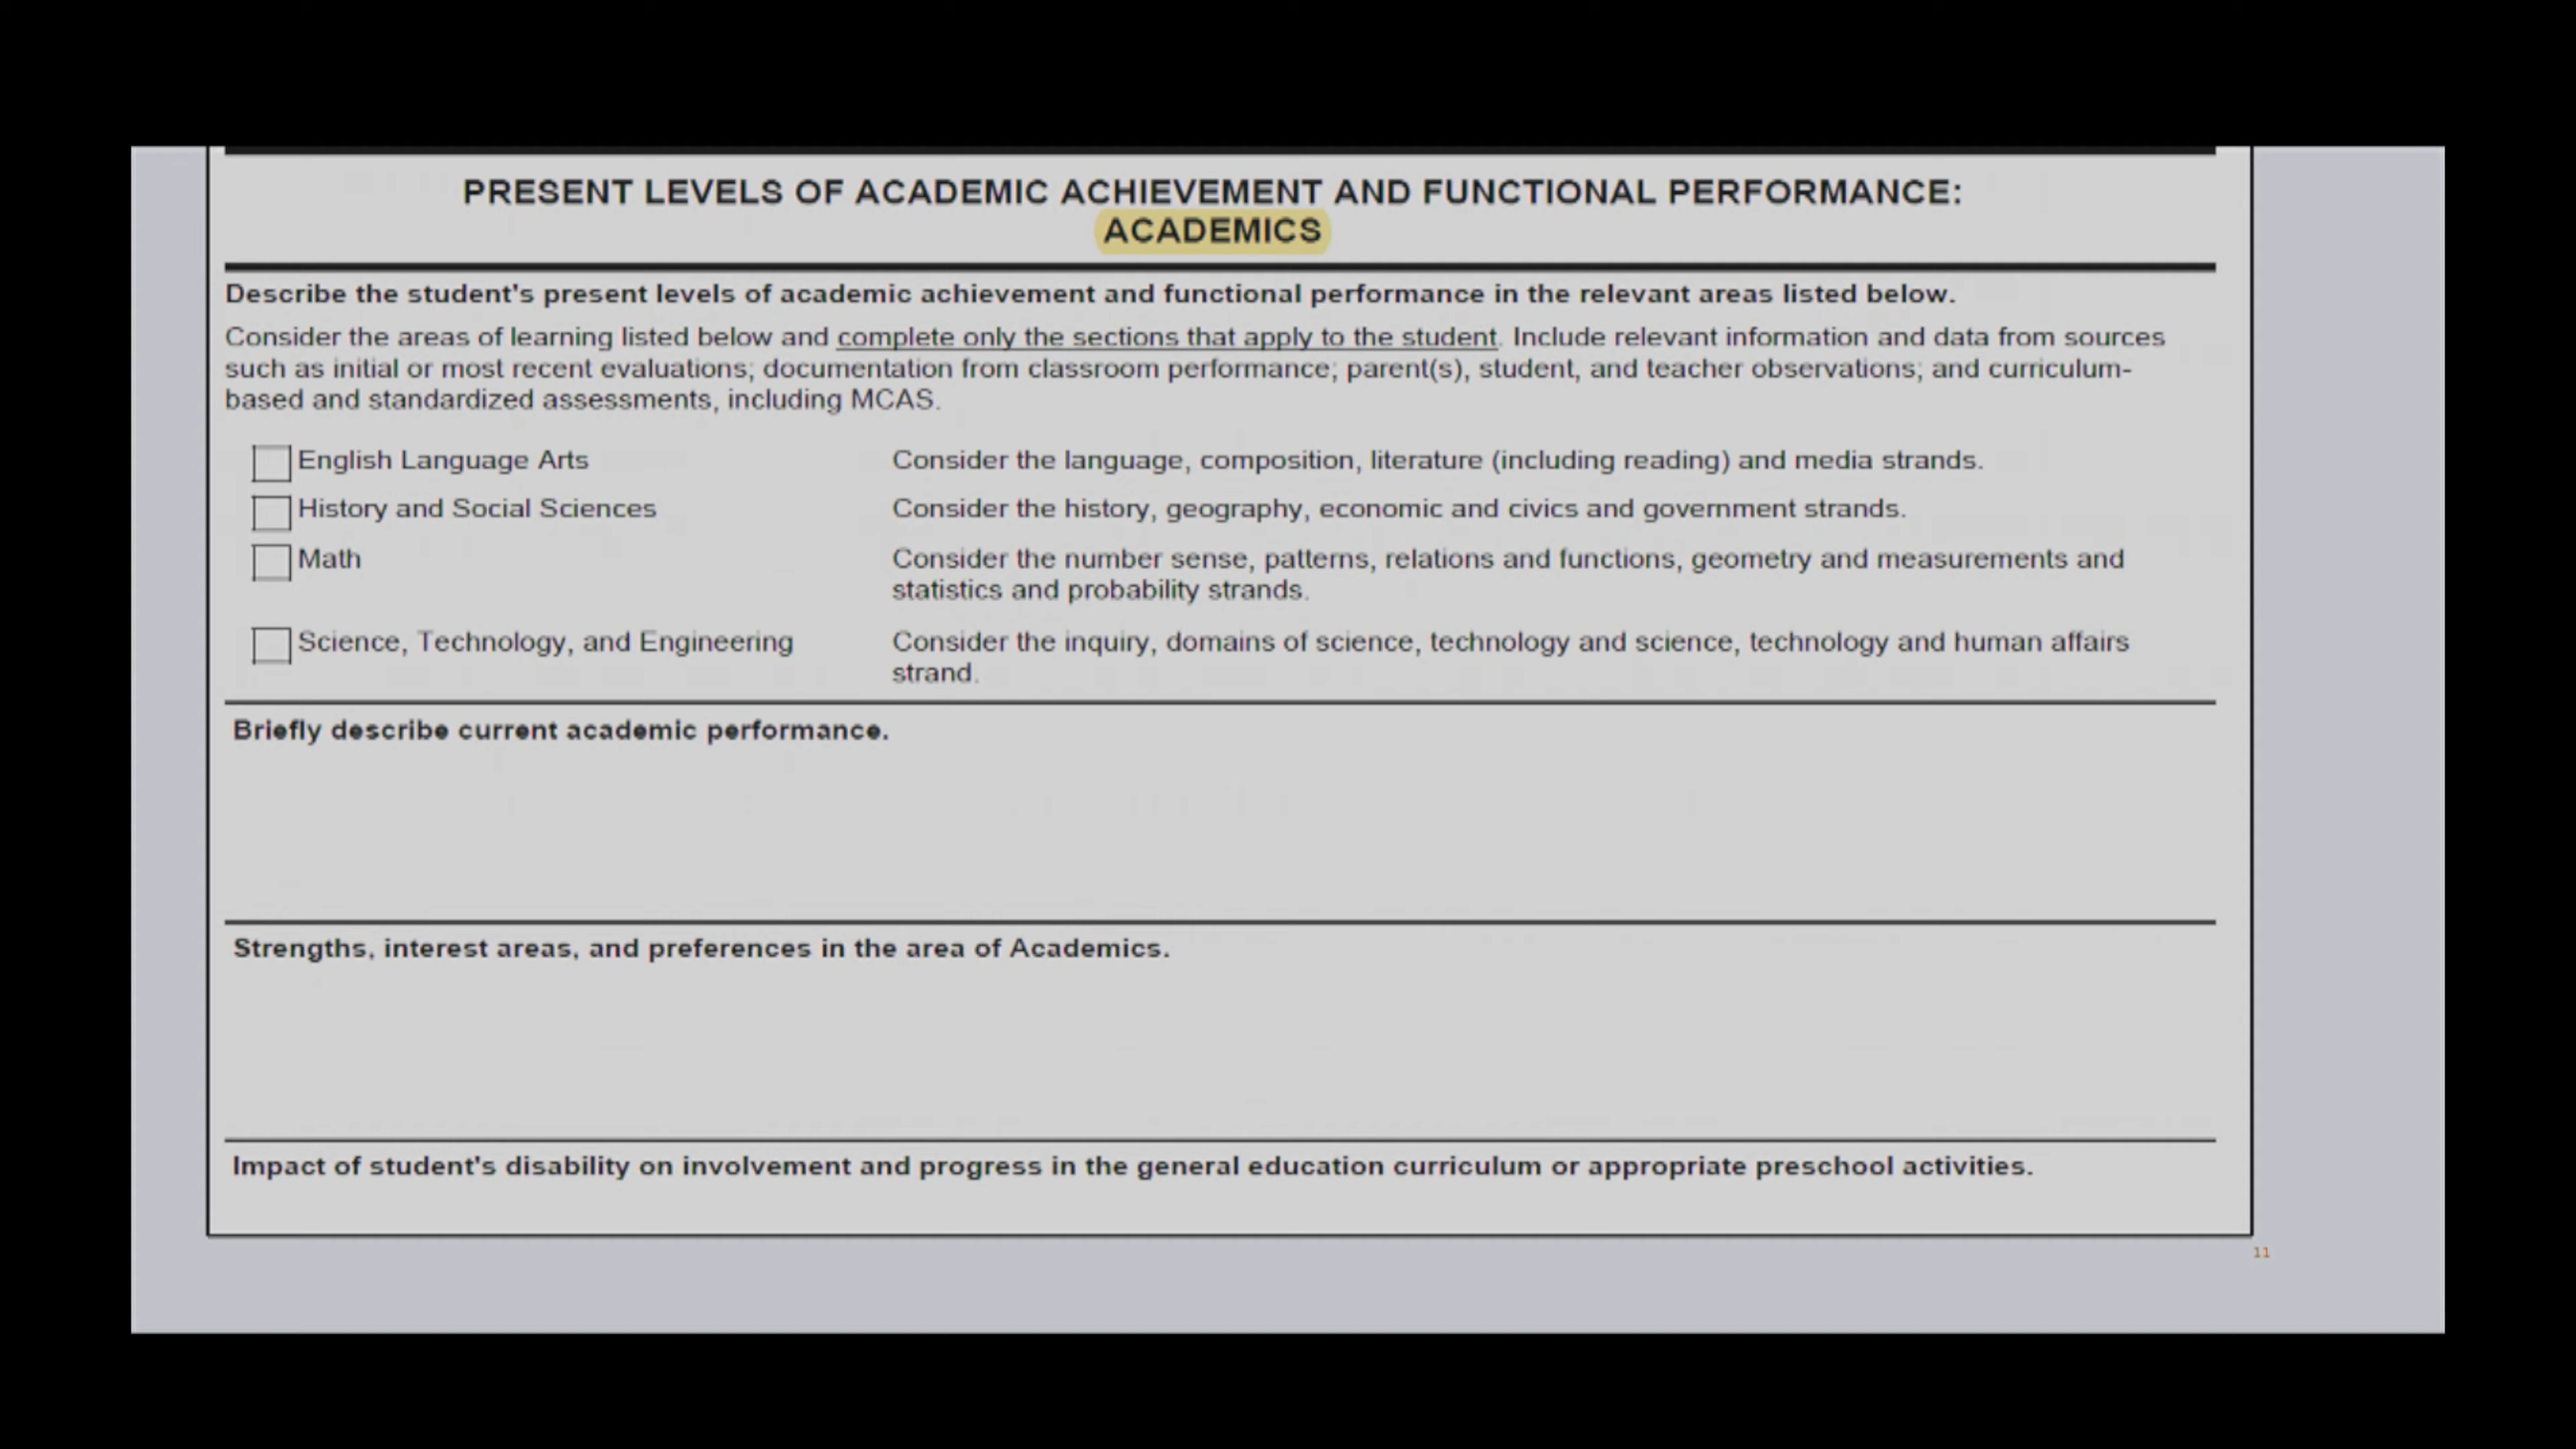 PRESENT LEVELS OF ACADEMIC ACHIEVEMENT AND FUNCTIONAL PERFORMANCE:
ACADEMICS
Describe the student's present levels of academic achievement and functional performance in the relevant areas listed below.
Consider the areas of learning listed below and complete only the sections that apply to the student. Include relevant information and data from sources
such as initial or most recent evaluations; documentation from classroom performance; parent(s), student, and teacher observations; and curriculum-
based and standardized assessments, including MCAS.
English Language Arts Consider the language, composition, literature (including reading) and media strands.
History and Social Sciences Consider the history, geography, economic and civics and government strands.
Math Consider the number sense, patterns, relations and functions, geometry and measurements and
statistics and probability strands.
Science, Technology, and Engineering Consider the inquiry, domains of science, technology and science, technology and human affairs
strand.
Briefly describe current academic performance.
Strengths, interest areas, and preferences in the area of Academics.
Impact of student's disability on involvement and progress in the general education curriculum or appropriate preschool activities.
11